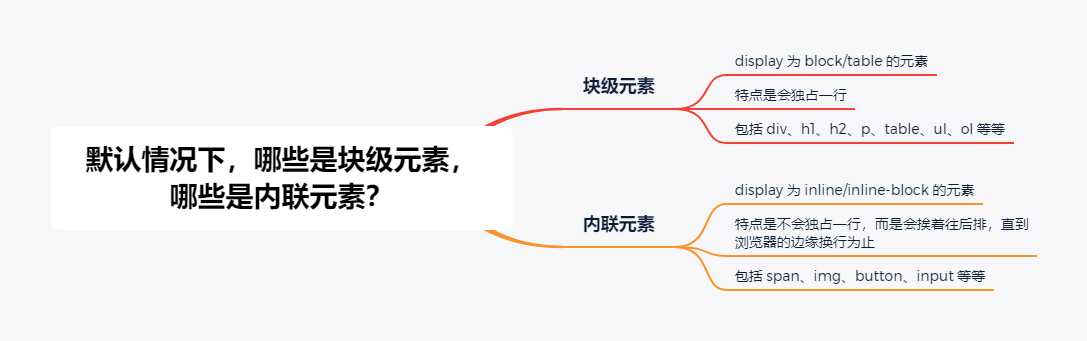 默认情况下，哪些是块级元素，
哪些是内联元素？
块级元素
display 为 block/table 的元素
特点是会独占一行
包括 div、h1、h2、p、table、ul、ol 等等
内联元素
display 为 inline/inline-block 的元素
特点是不会独占一行，而是会挨着往后排，直到
浏览器的边缘换行为止
包括 span、img、button、input 等等